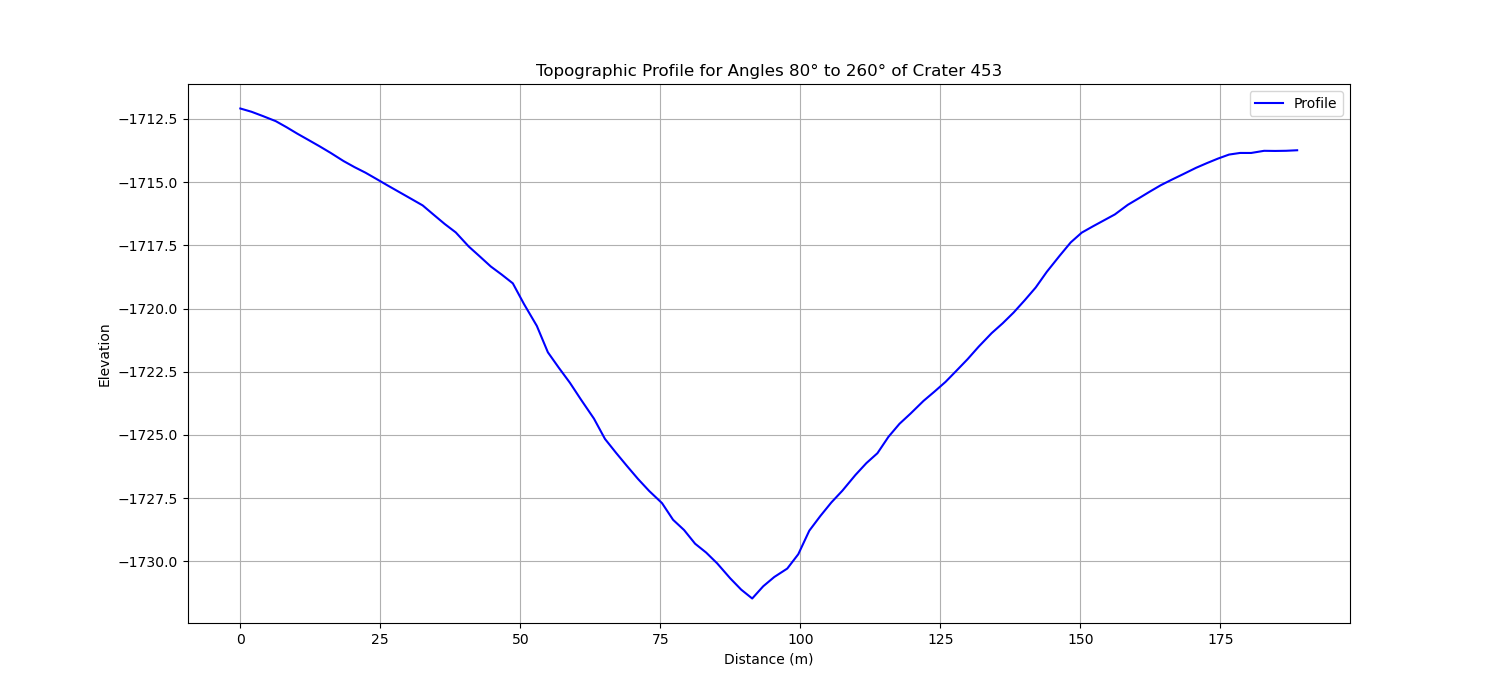 Topographic Profile for Angles 80° to 260° of Crater 453
Profile
−1712.5
−1715.0
−1717.5
−1720.0
−1722.5
−1725.0
−1727.5
−1730.0
Elevation
0 25 50 75 100 125 150 175
Distance (m)